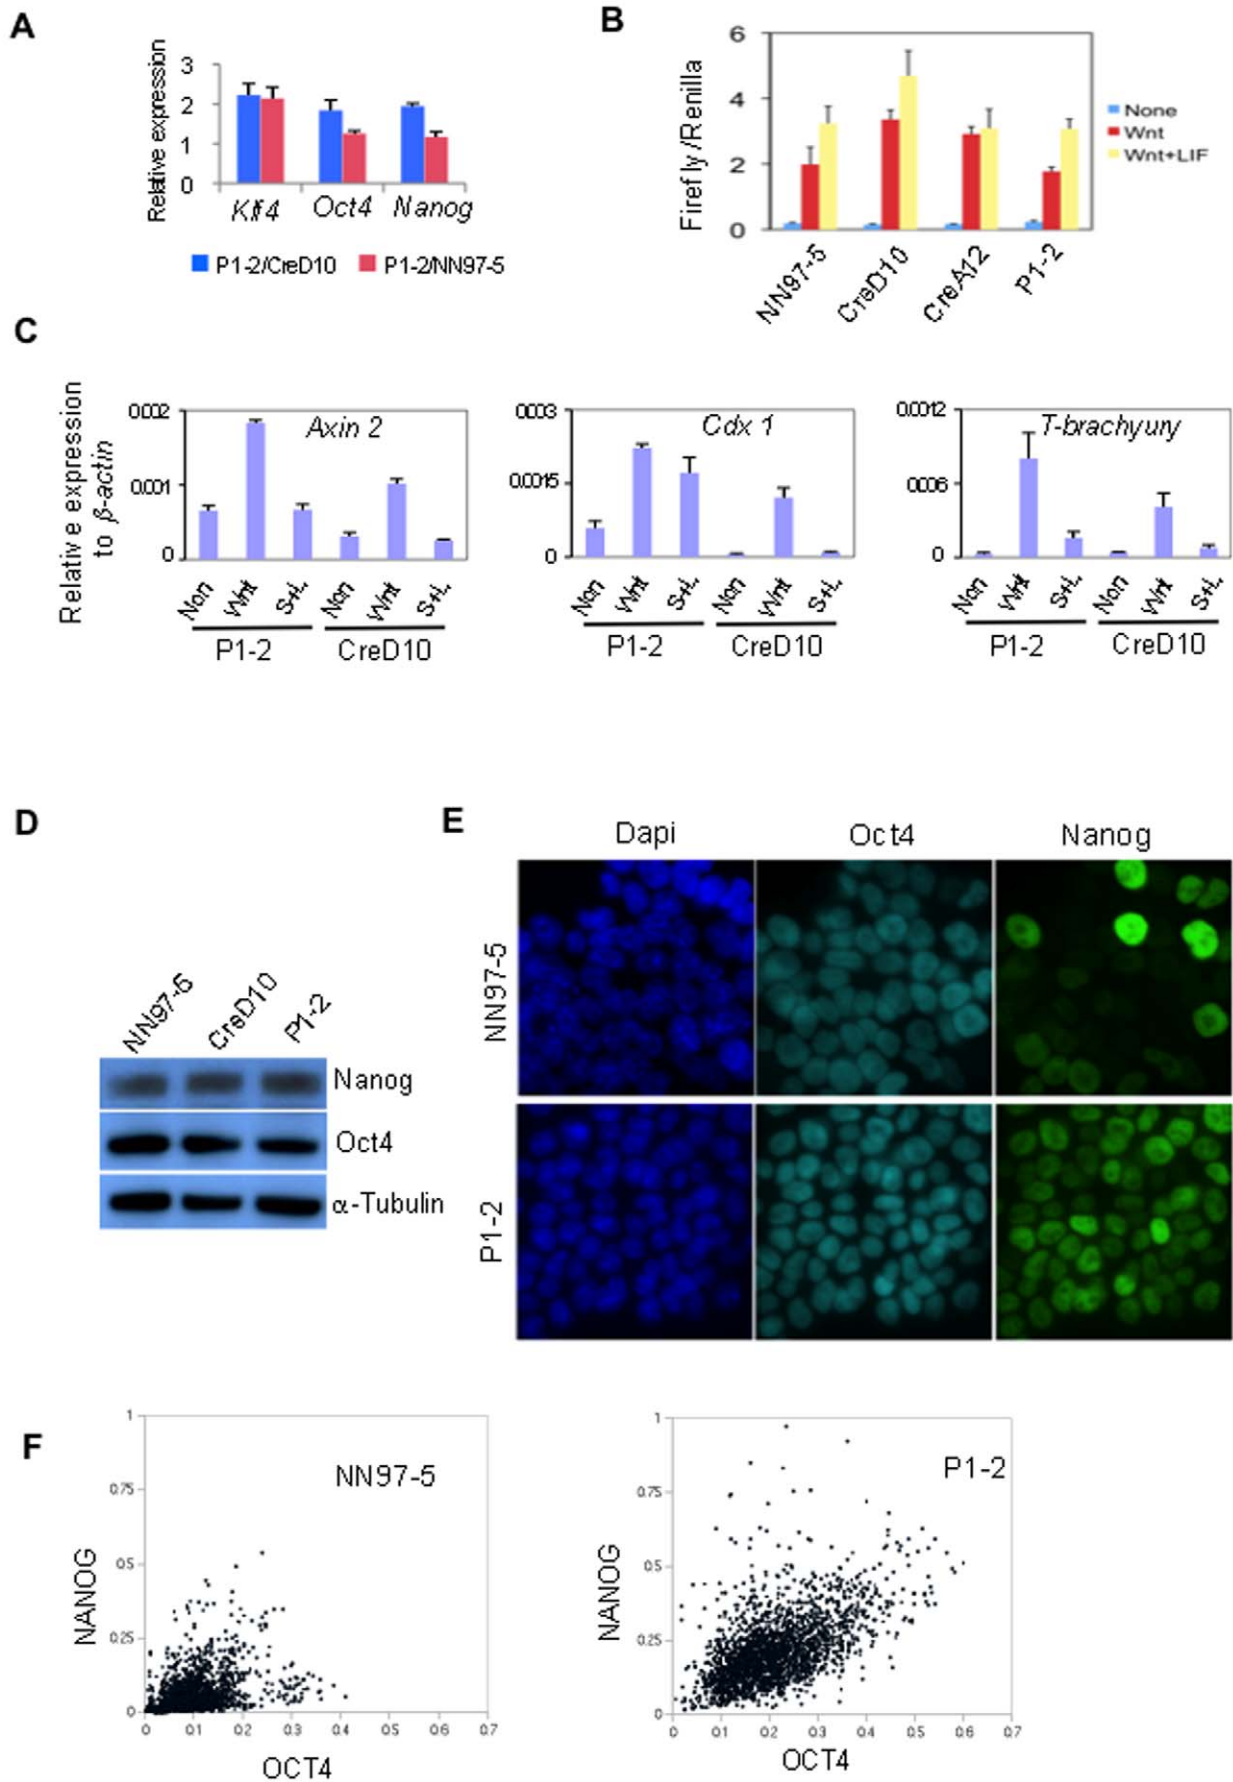 A
Relative expression
3
2
1
0
Klf4 Oct4 Nanog
P1-2/CreD10 P1-2/NN97-5
B
Firefly/Renilla
6
4
2
0
NN97-5 CreD10 CreA12 P1-2
None
Wnt
Wnt+LIF
C
Relative expression
to β-actin
Axin 2
0.002
0.001
0
Non Wnt S+L Non Wnt S+L
P1-2 CreD10
Cdx 1
0.003
0.0015
0
Non Wnt S+L Non Wnt S+L
P1-2 CreD10
T-brachyury
0.0012
0.006
0
Non Wnt S+L Non Wnt S+L
P1-2 CreD10
D
NN97-5 CreD10 P1-2
Nanog
Oct4
α-Tubulin
E
Dapi Oct4 Nanog
NN97-5
P1-2
F
NN97-5
NANOG
1
0.75
0.5
0.25
0
0 0.1 0.2 0.3 0.4 0.5 0.6 0.7
OCT4
P1-2
NANOG
1
0.75
0.5
0.25
0
0 0.1 0.2 0.3 0.4 0.5 0.6 0.7
OCT4